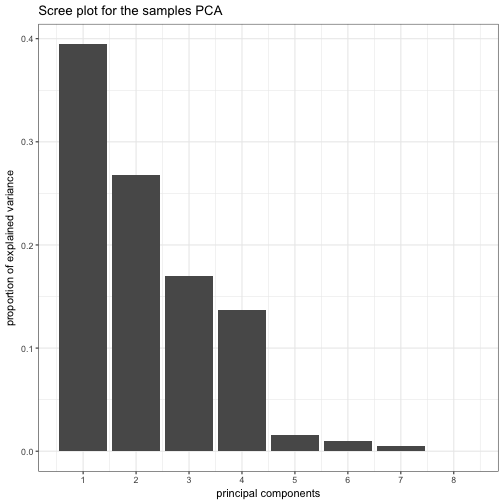 Scree plot for the samples PCA
0.4
0.3
0.2
0.1
0.0
proportion of explained variance
1 2 3 4 5 6 7 8
principal components